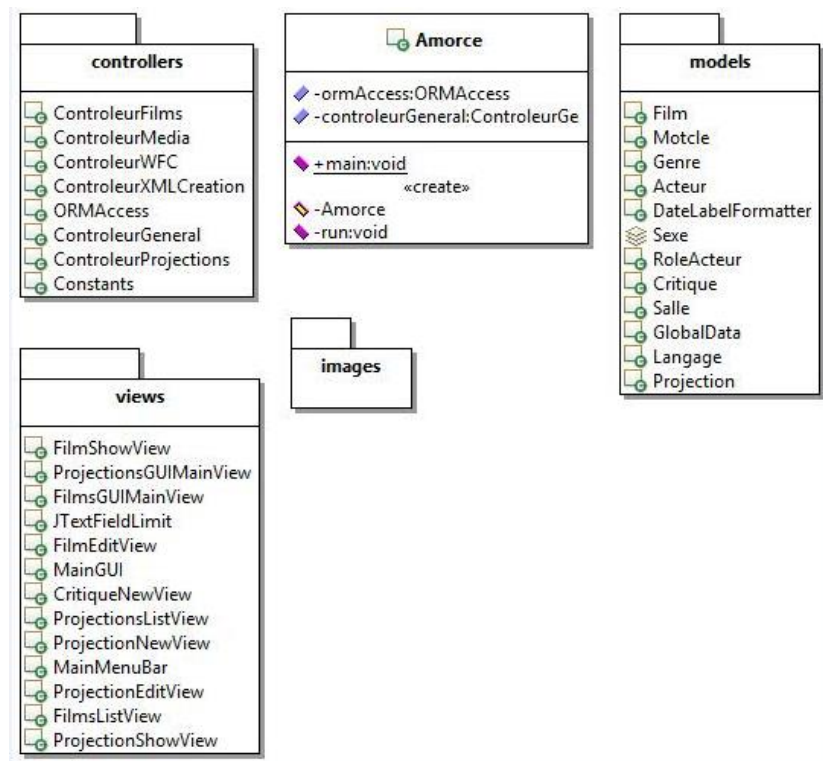 controllers
ControleurFilms
ControleurMedia
ControleurWFC
ControleurXMLCreation
ORMAccess
ControleurGeneral
ControleurProjections
Constants
Amorce
-ormAccess:ORMAccess
-controleurGeneral:ControleurGe
+main:void
«create»
-Amorce
-run:void
models
Film
Motcle
Genre
Acteur
DateLabelFormatter
Sexe
RoleActeur
Critique
Salle
GlobalData
Langage
Projection
views
FilmShowView
ProjectionsGUIMainView
FilmsGUIMainView
JTextFieldLimit
FilmEditView
MainGUI
CritiqueNewView
ProjectionsListView
ProjectionNewView
MainMenuBar
ProjectionEditView
FilmsListView
ProjectionShowView
images